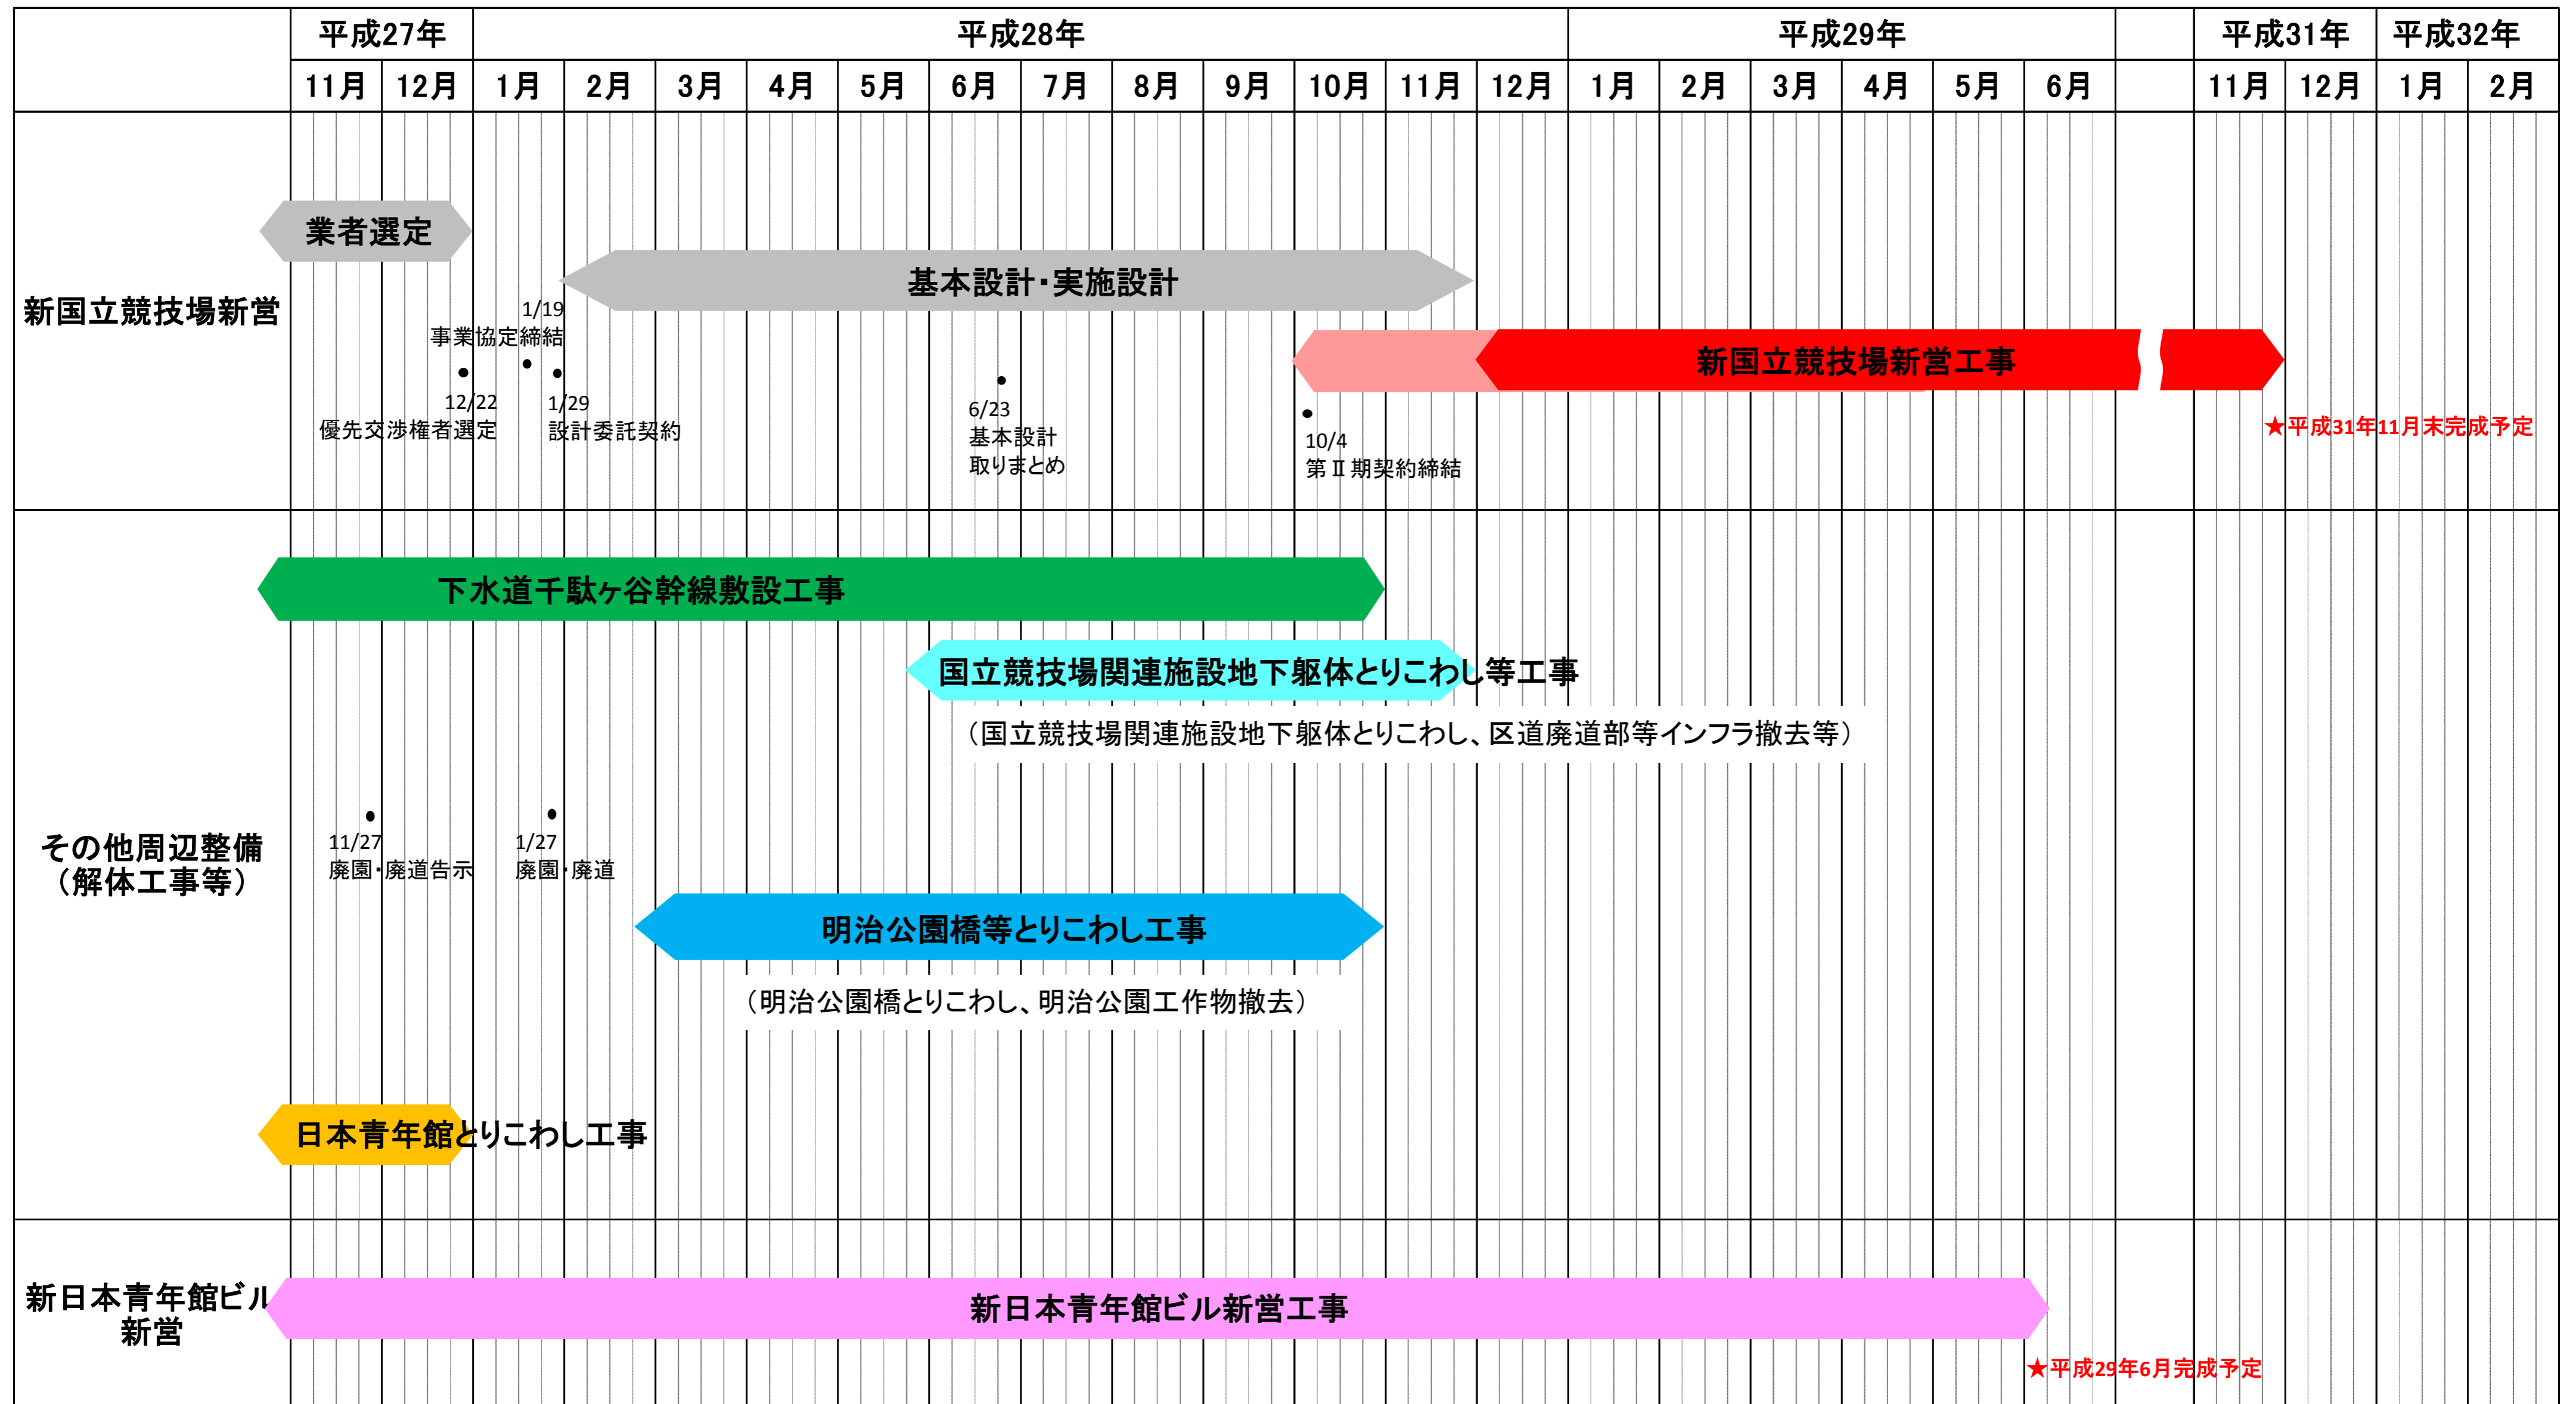 平成27年 平成28年 平成29年 平成31年 平成32年
11月 12月 1月 2月 3月 4月 5月 6月 7月 8月 9月 10月 11月 12月 1月 2月 3月 4月 5月 6月 11月 12月 1月 2月
新国立競技場新営
業者選定
基本設計・実施設計
新国立競技場新営工事
1/19
事業協定締結
12/22
優先交渉権者選定
1/29
設計委託契約
6/23
基本設計
取りまとめ
10/4
第Ⅱ期契約締結
★平成31年11月末完成予定
その他周辺整備
（解体工事等）
下水道千駄ヶ谷幹線敷設工事
国立競技場関連施設地下躯体とりこわし等工事
（国立競技場関連施設地下躯体とりこわし、区道廃道部等インフラ撤去等）
11/27
廃園・廃道告示
1/27
廃園・廃道
明治公園橋等とりこわし工事
（明治公園橋とりこわし、明治公園工作物撤去）
日本青年館とりこわし工事
新日本青年館ビル
新営
新日本青年館ビル新営工事
★平成29年6月完成予定